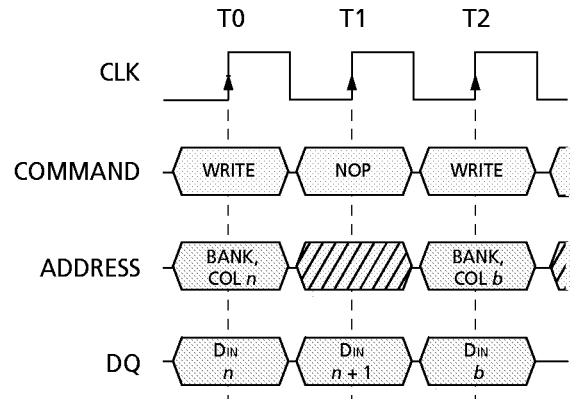 T0 T1 T2
CLK
COMMAND WRITE NOP WRITE
ADDRESS BANK, COL n BANK, COL b
DQ DIN n DIN n + 1 DIN b